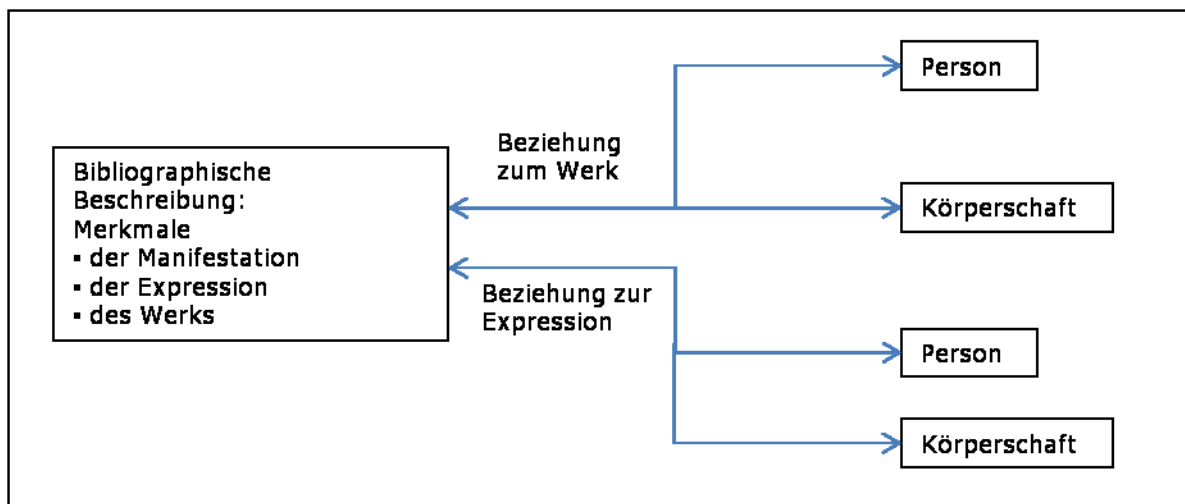 Bibliographische
Beschreibung:
Merkmale
▪ der Manifestation
▪ der Expression
▪ des Werks
Beziehung
zum Werk
Person
Körperschaft
Beziehung zur
Expression
Person
Körperschaft